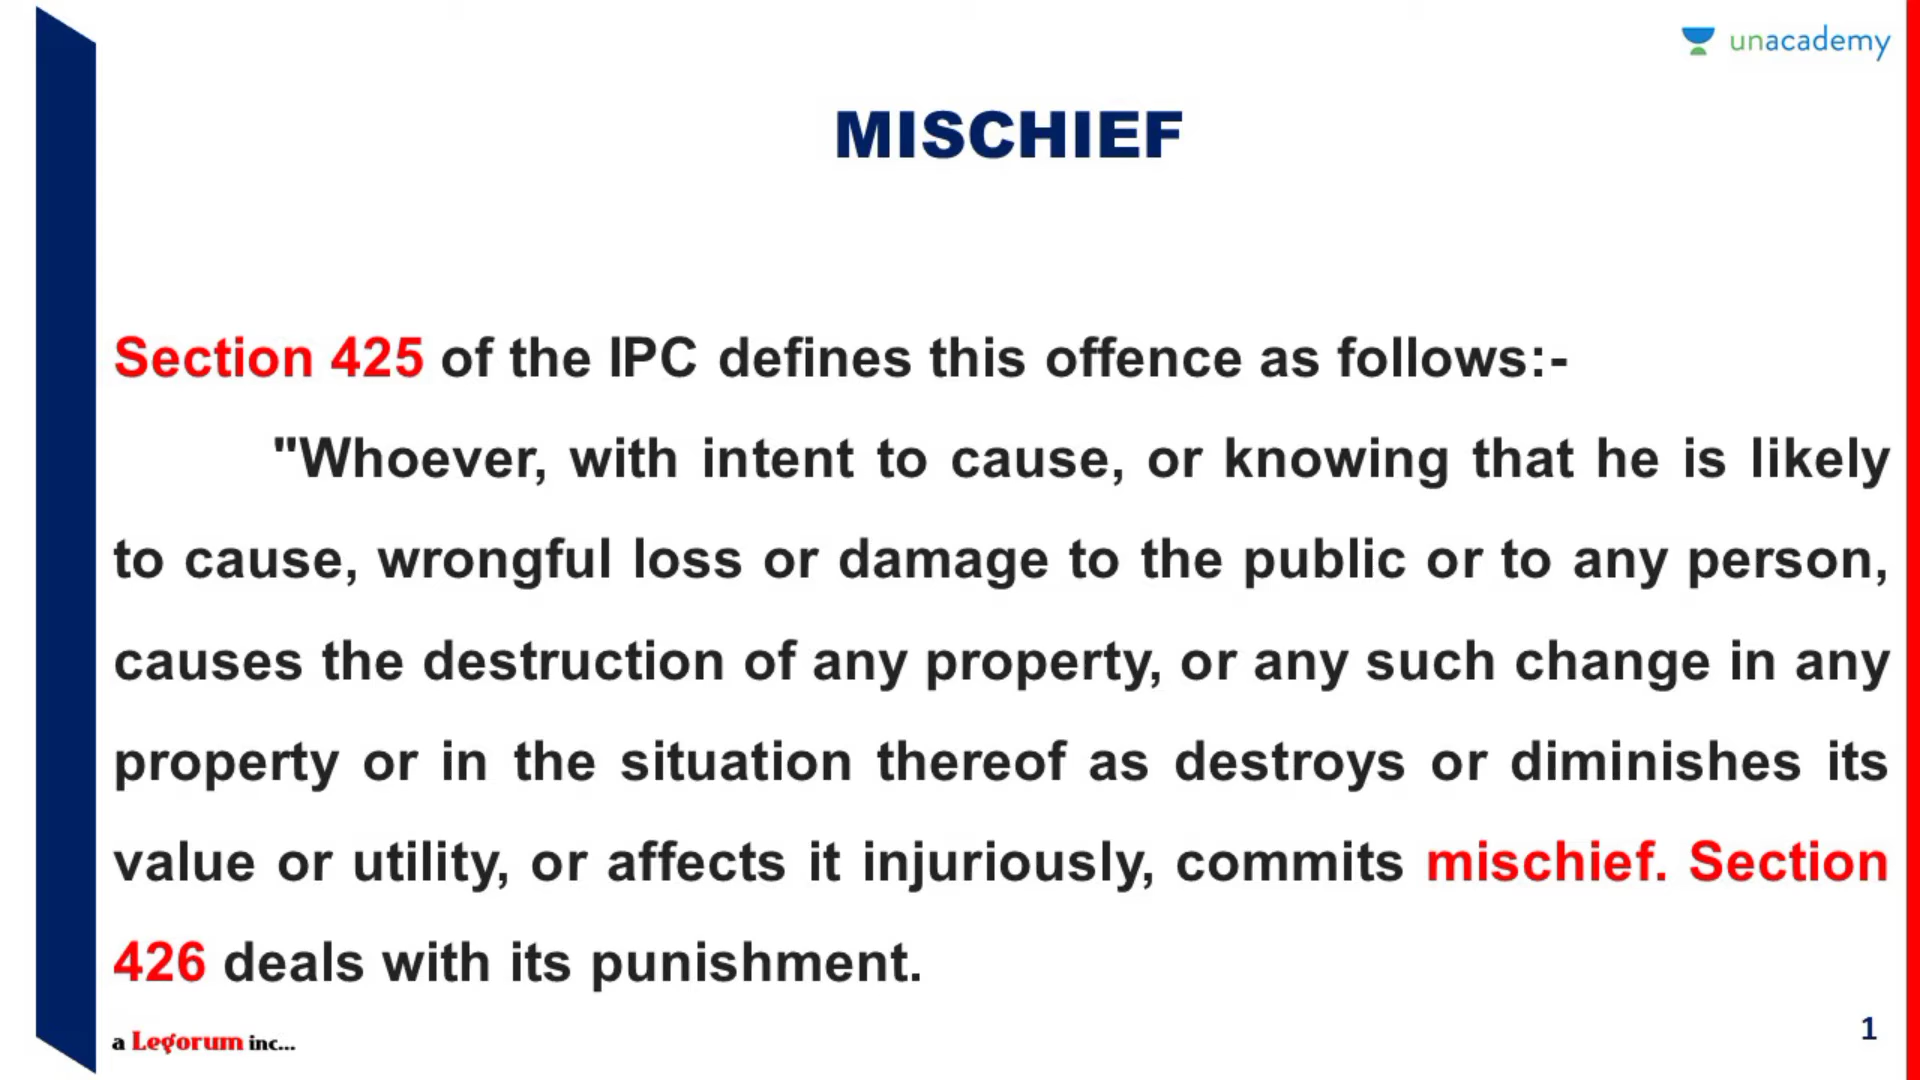 unacademy
MISCHIEF
Section 425 of the IPC defines this offence as follows:-
"Whoever, with intent to cause, or knowing that he is likely
to cause, wrongful loss or damage to the public or to any person,
causes the destruction of any property, or any such change in any
property or in the situation thereof as destroys or diminishes its
value or utility, or affects it injuriously, commits mischief. Section
426 deals with its punishment.
a Legorum inc...
1